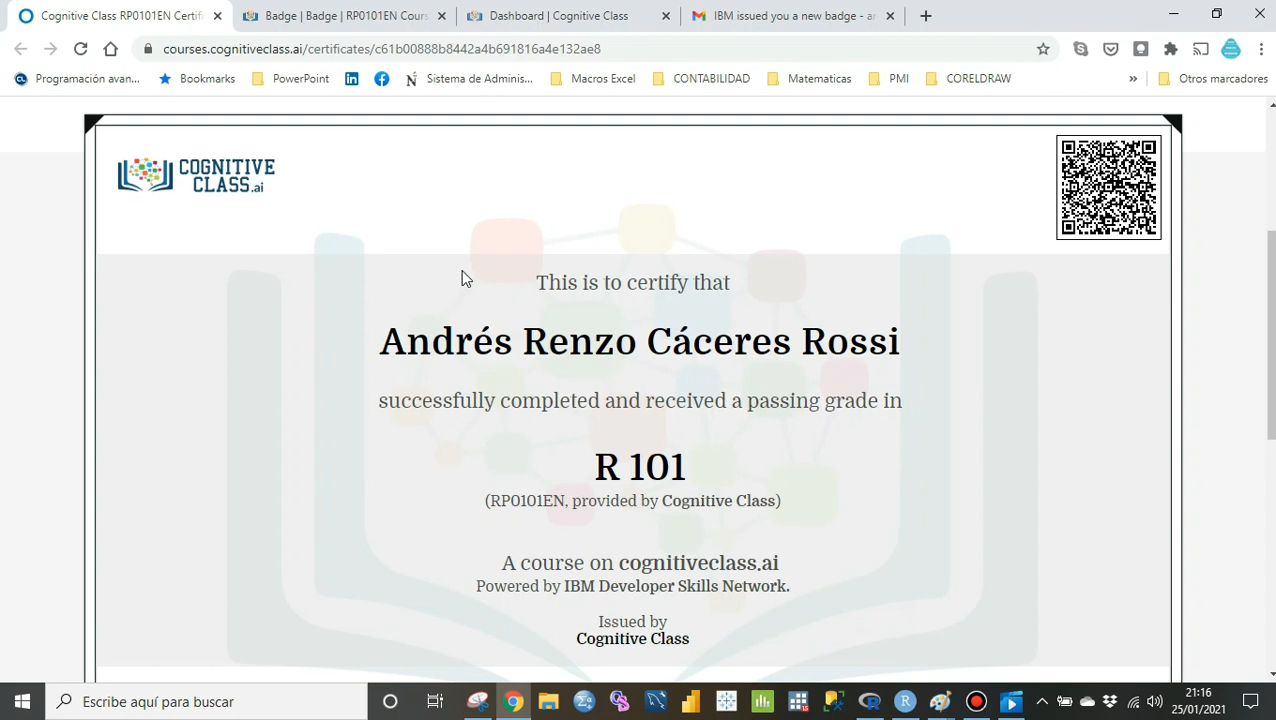 Cognitive Class RP0101EN Certifi
Badge | Badge | RP0101EN Cours
Dashboard | Cognitive Class
IBM issued you a new badge - an
courses.cognitiveclass.ai/certificates/c61b00888b8442a4b691816a4e132ae8
Programación avan...
Bookmarks
PowerPoint
Sistema de Adminis...
Macros Excel
CONTABILIDAD
Matematicas
PMI
CORELDRAW
»
Otros marcadores
COGNITIVE
CLASS.ai
This is to certify that
Andrés Renzo Cáceres Rossi
successfully completed and received a passing grade in
R 101
(RP0101EN, provided by Cognitive Class)
A course on cognitiveclass.ai
Powered by IBM Developer Skills Network.
Issued by
Cognitive Class
Escribe aquí para buscar
21:16
25/01/2021